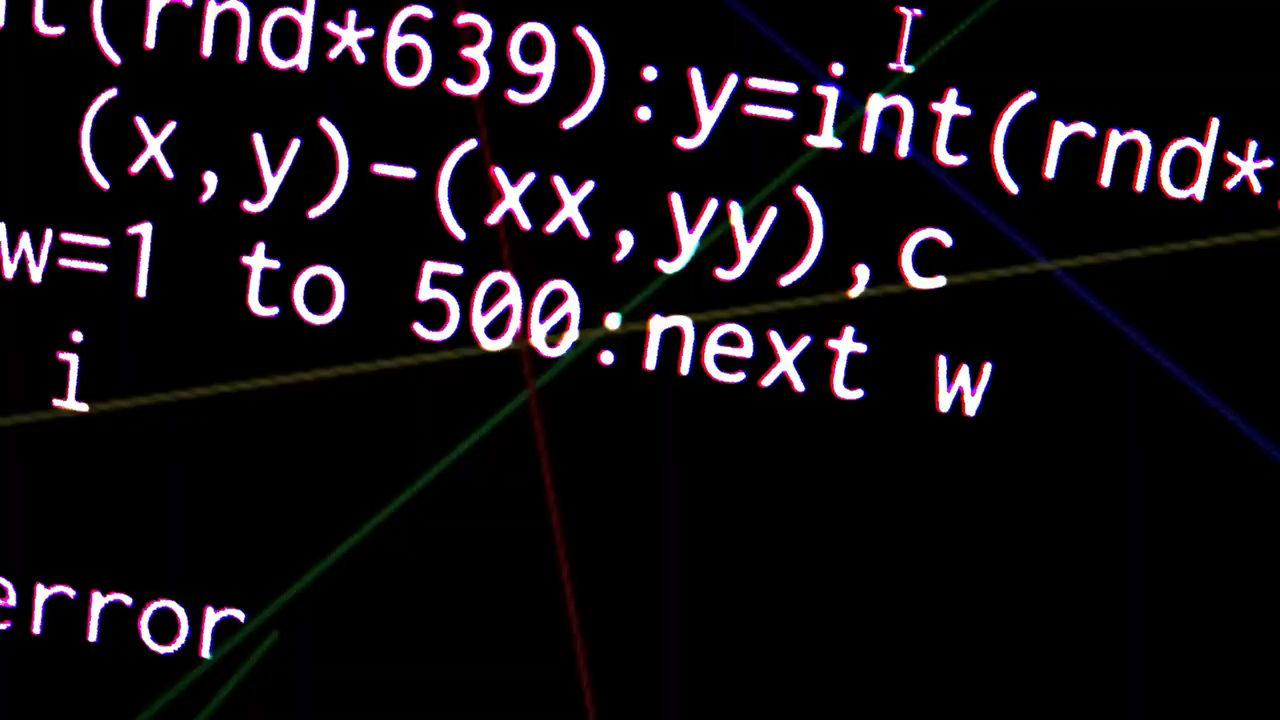 nt(rnd*639):y=int(rnd*
(x,y)-(xx,yy),c
w=1 to 500:next w
i
error